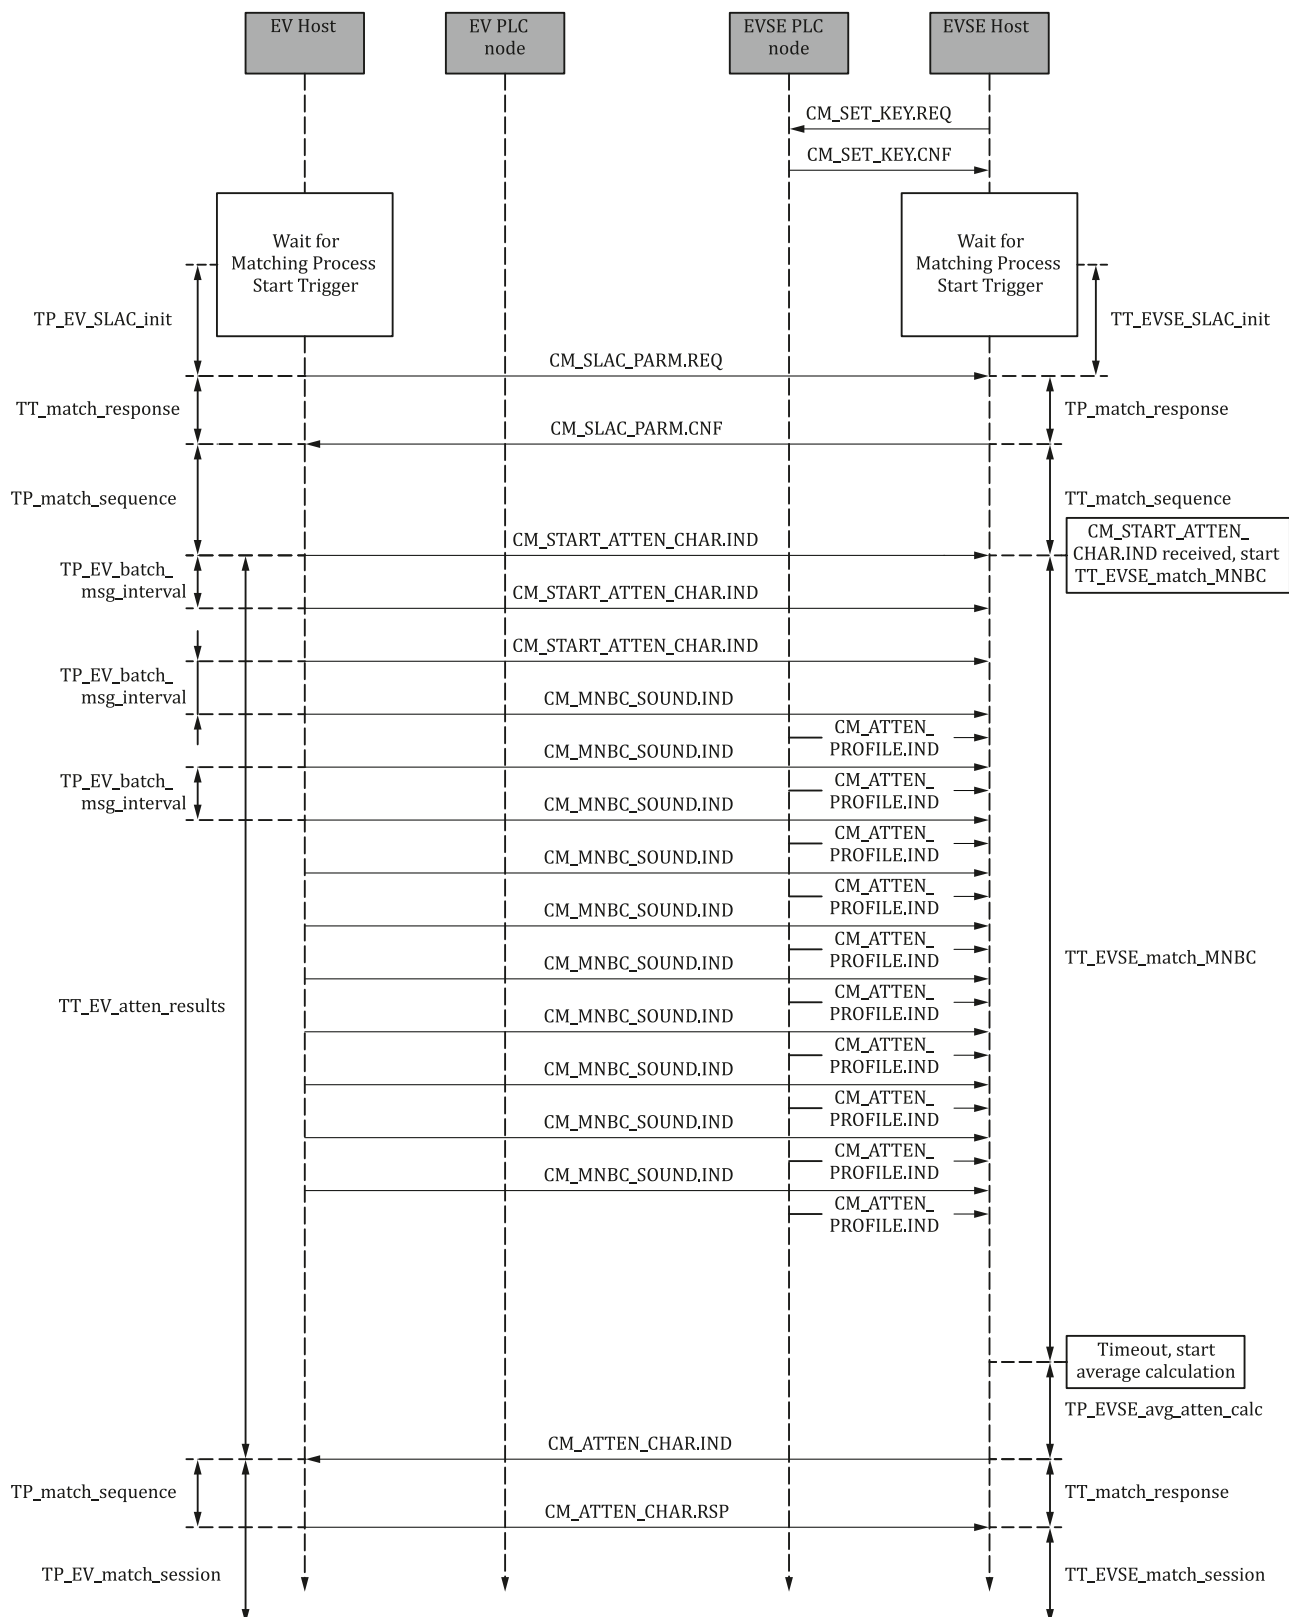 EV Host
EV PLC
node
EVSE PLC
node
EVSE Host
CM_SET_KEY.REQ
CM_SET_KEY.CNF
Wait for
Matching Process
Start Trigger
Wait for
Matching Process
Start Trigger
TP_EV_SLAC_init
TT_EVSE_SLAC_init
CM_SLAC_PARM.REQ
TT_match_response
TP_match_response
CM_SLAC_PARM.CNF
TP_match_sequence
TT_match_sequence
CM_START_ATTEN_CHAR.IND
CM_START_ATTEN_
CHAR.IND received, start
TT_EVSE_match_MNBC
TP_EV_batch_
msg_interval
CM_START_ATTEN_CHAR.IND
CM_START_ATTEN_CHAR.IND
TP_EV_batch_
msg_interval
CM_MNBC_SOUND.IND
CM_ATTEN_
PROFILE.IND
CM_MNBC_SOUND.IND
TP_EV_batch_
msg_interval
CM_ATTEN_
PROFILE.IND
CM_MNBC_SOUND.IND
CM_ATTEN_
PROFILE.IND
CM_MNBC_SOUND.IND
CM_ATTEN_
PROFILE.IND
CM_MNBC_SOUND.IND
CM_ATTEN_
PROFILE.IND
CM_MNBC_SOUND.IND
TT_EVSE_match_MNBC
CM_ATTEN_
PROFILE.IND
TT_EV_atten_results
CM_MNBC_SOUND.IND
CM_ATTEN_
PROFILE.IND
CM_MNBC_SOUND.IND
CM_ATTEN_
PROFILE.IND
CM_MNBC_SOUND.IND
CM_ATTEN_
PROFILE.IND
CM_MNBC_SOUND.IND
CM_ATTEN_
PROFILE.IND
Timeout, start
average calculation
TP_EVSE_avg_atten_calc
CM_ATTEN_CHAR.IND
TP_match_sequence
TT_match_response
CM_ATTEN_CHAR.RSP
TP_EV_match_session
TT_EVSE_match_session